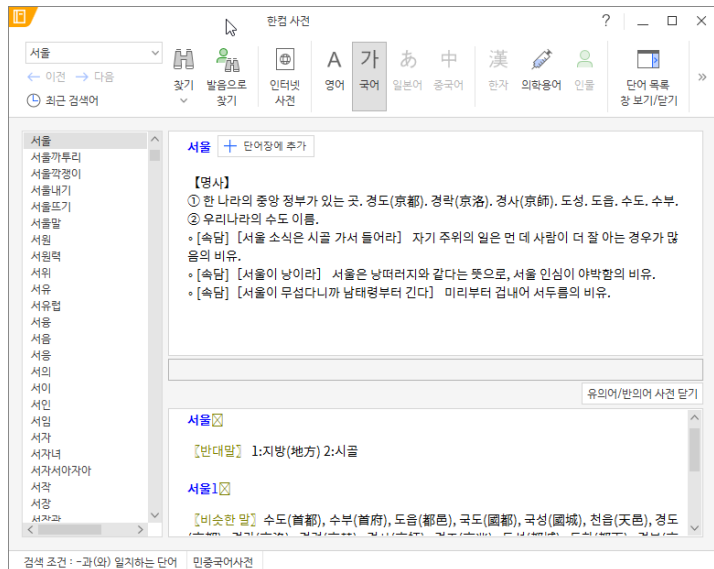 한컴 사전
서울
← 이전 → 다음
최근 검색어
찾기
발음으로 찾기
인터넷 사전
A 영어
가 국어
あ 일본어
中 중국어
漢 한자
의학용어
인물
단어 목록 창 보기/닫기
서울
서울까투리
서울깍쟁이
서울내기
서울뜨기
서울말
서원
서원력
서위
서유
서유럽
서융
서음
서응
서의
서이
서인
서임
서자
서자녀
서자서아자아
서작
서장
서장관
서울 + 단어장에 추가
【명사】
① 한 나라의 중앙 정부가 있는 곳. 경도(京都). 경락(京洛). 경사(京師). 도성. 도읍. 수도. 수부.
② 우리나라의 수도 이름.
∘ [속담] [서울 소식은 시골 가서 들어라] 자기 주위의 일은 먼 데 사람이 더 잘 아는 경우가 많
음의 비유.
∘ [속담] [서울이 낭이라] 서울은 낭떠러지와 같다는 뜻으로, 서울 인심이 야박함의 비유.
∘ [속담] [서울이 무섭다니까 남태령부터 긴다] 미리부터 겁내어 서두름의 비유.
유의어/반의어 사전 닫기
서울
〖반대말〗 1:지방(地方) 2:시골
서울1
〖비슷한 말〗 수도(首都), 수부(首府), 도읍(都邑), 국도(國都), 국성(國城), 천읍(天邑), 경도
검색 조건 : -과(와) 일치하는 단어 민중국어사전